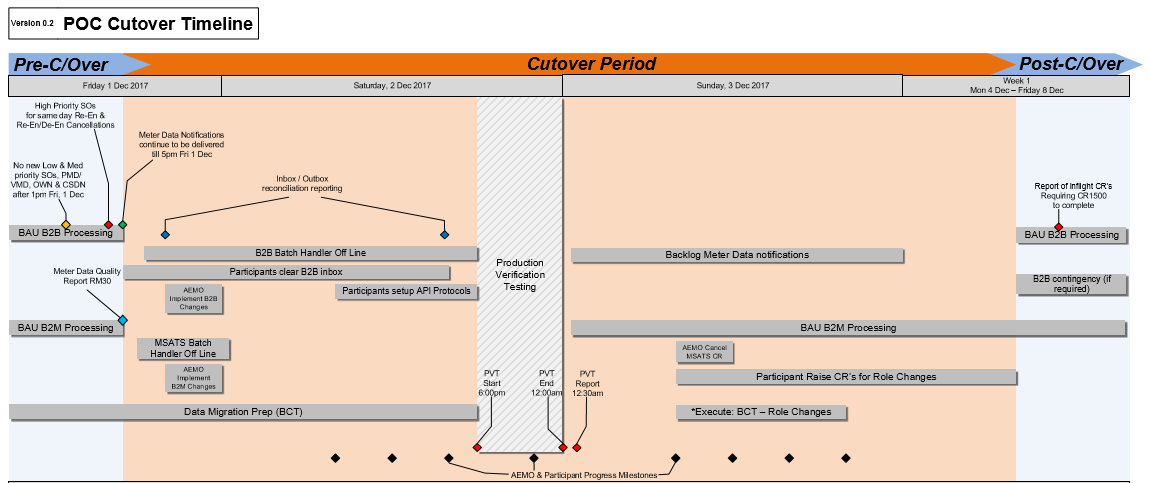 Version 0.2 POC Cutover Timeline
Pre-C/Over
Cutover Period
Post-C/Over
Friday 1 Dec 2017
Saturday, 2 Dec 2017
Sunday, 3 Dec 2017
Week 1
Mon 4 Dec – Friday 8 Dec
High Priority SOs
for same day Re-En &
Re-En/De-En Cancellations
Meter Data Notifications
continue to be delivered
till 5pm Fri 1 Dec
No new Low & Med
priority SOs, PMD/
VMD, OWN & CSDN
after 1pm Fri, 1 Dec
Inbox / Outbox
reconciliation reporting
Report of Inflight CR's
Requiring CR1500
to complete
BAU B2B Processing
BAU B2B Processing
B2B Batch Handler Off Line
Backlog Meter Data notifications
Production
Verification
Testing
Meter Data Quality
Report RM30
Participants clear B2B inbox
B2B contingency (if
required)
AEMO
Implement B2B
Changes
Participants setup API Protocols
BAU B2M Processing
BAU B2M Processing
MSATS Batch
Handler Off Line
AEMO Cancel
MSATS CR
AEMO
Implement
B2M Changes
PVT
Start
6:00pm
PVT
End
12:00am
PVT
Report
12:30am
Participant Raise CR's for Role Changes
Data Migration Prep (BCT)
*Execute: BCT – Role Changes
AEMO & Participant Progress Milestones